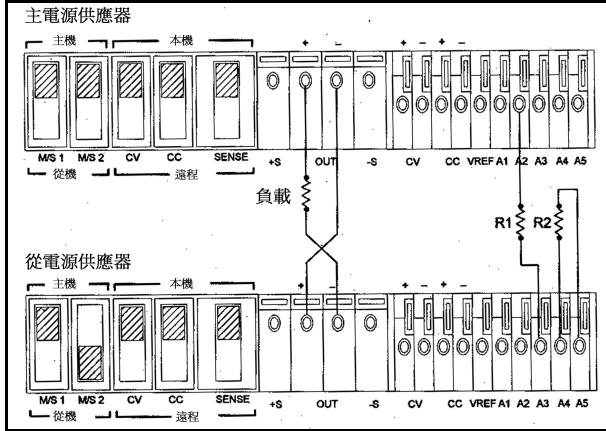 主電源供應器
主機 本機
+ − + − + −
M/S 1 M/S 2 CV CC SENSE +S OUT -S CV CC VREF A1 A2 A3 A4 A5
從機 遠程
負載
R1 R2
從電源供應器
主機 本機
+ − + − + −
M/S 1 M/S 2 CV CC SENSE +S OUT -S CV CC VREF A1 A2 A3 A4 A5
從機 遠程